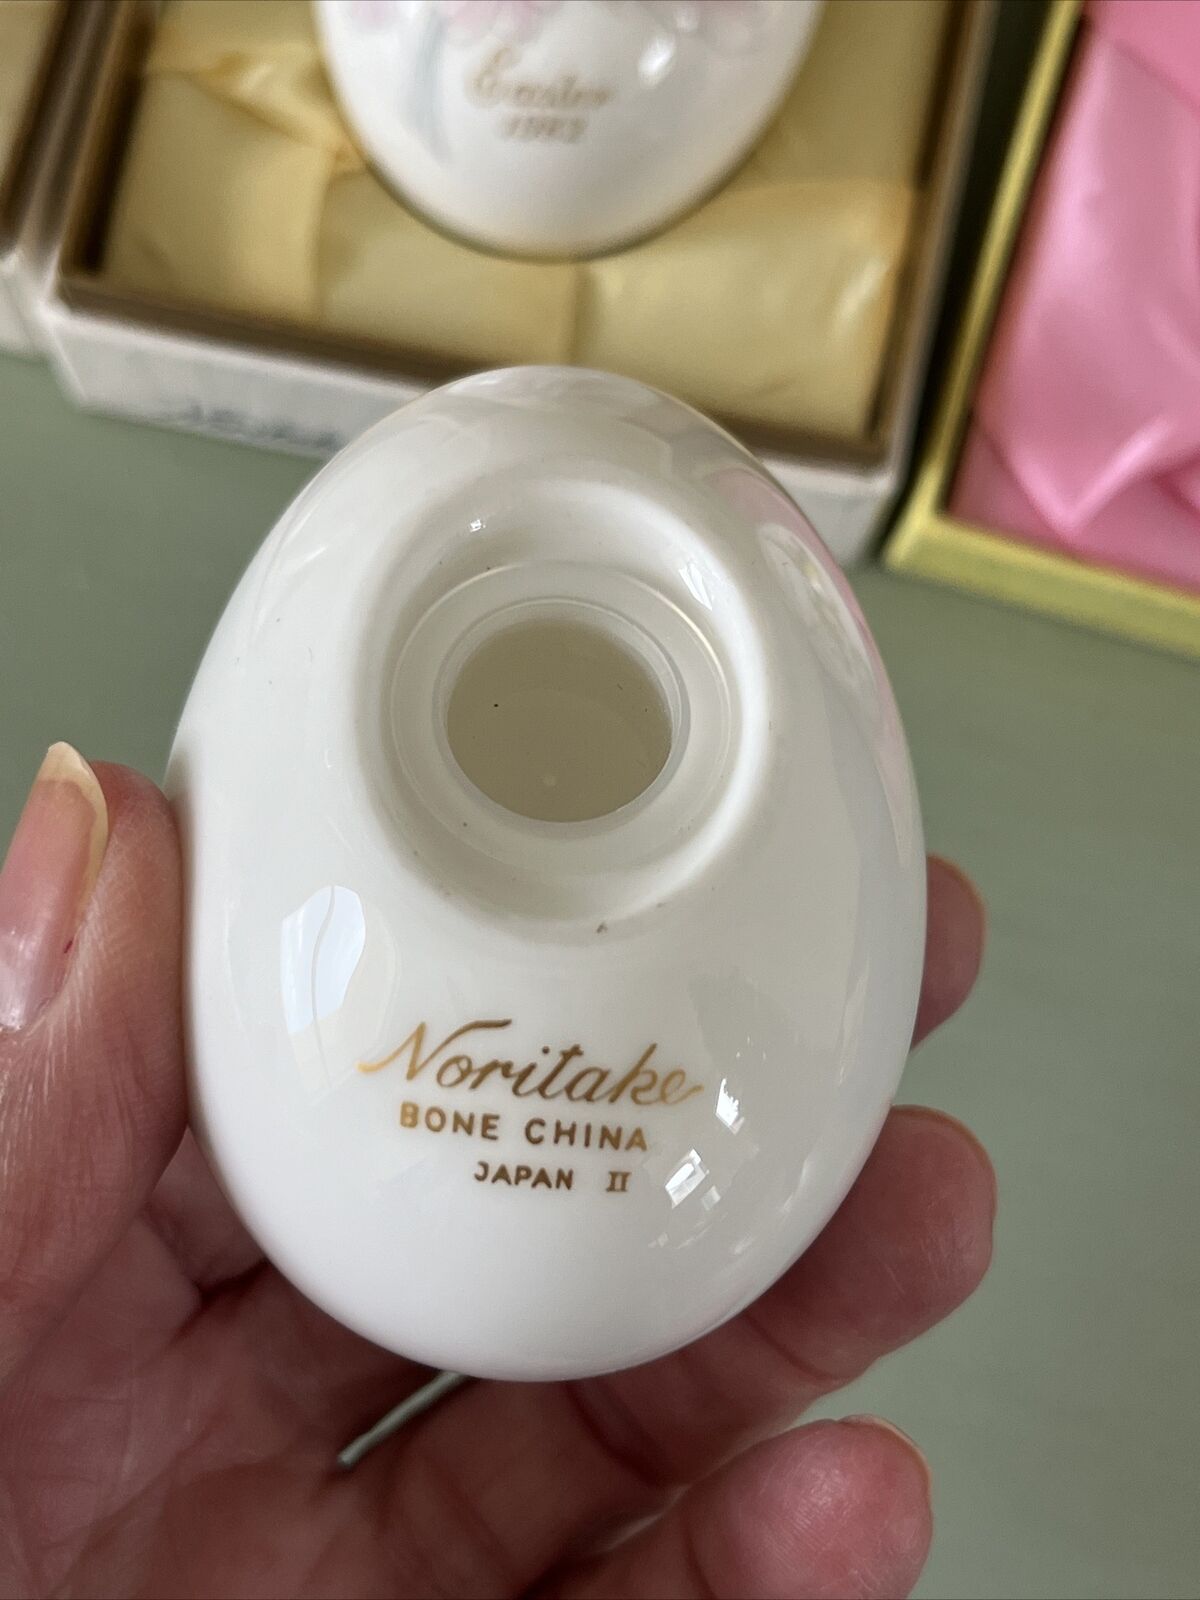 Easter
Noritake
BONE CHINA
JAPAN II